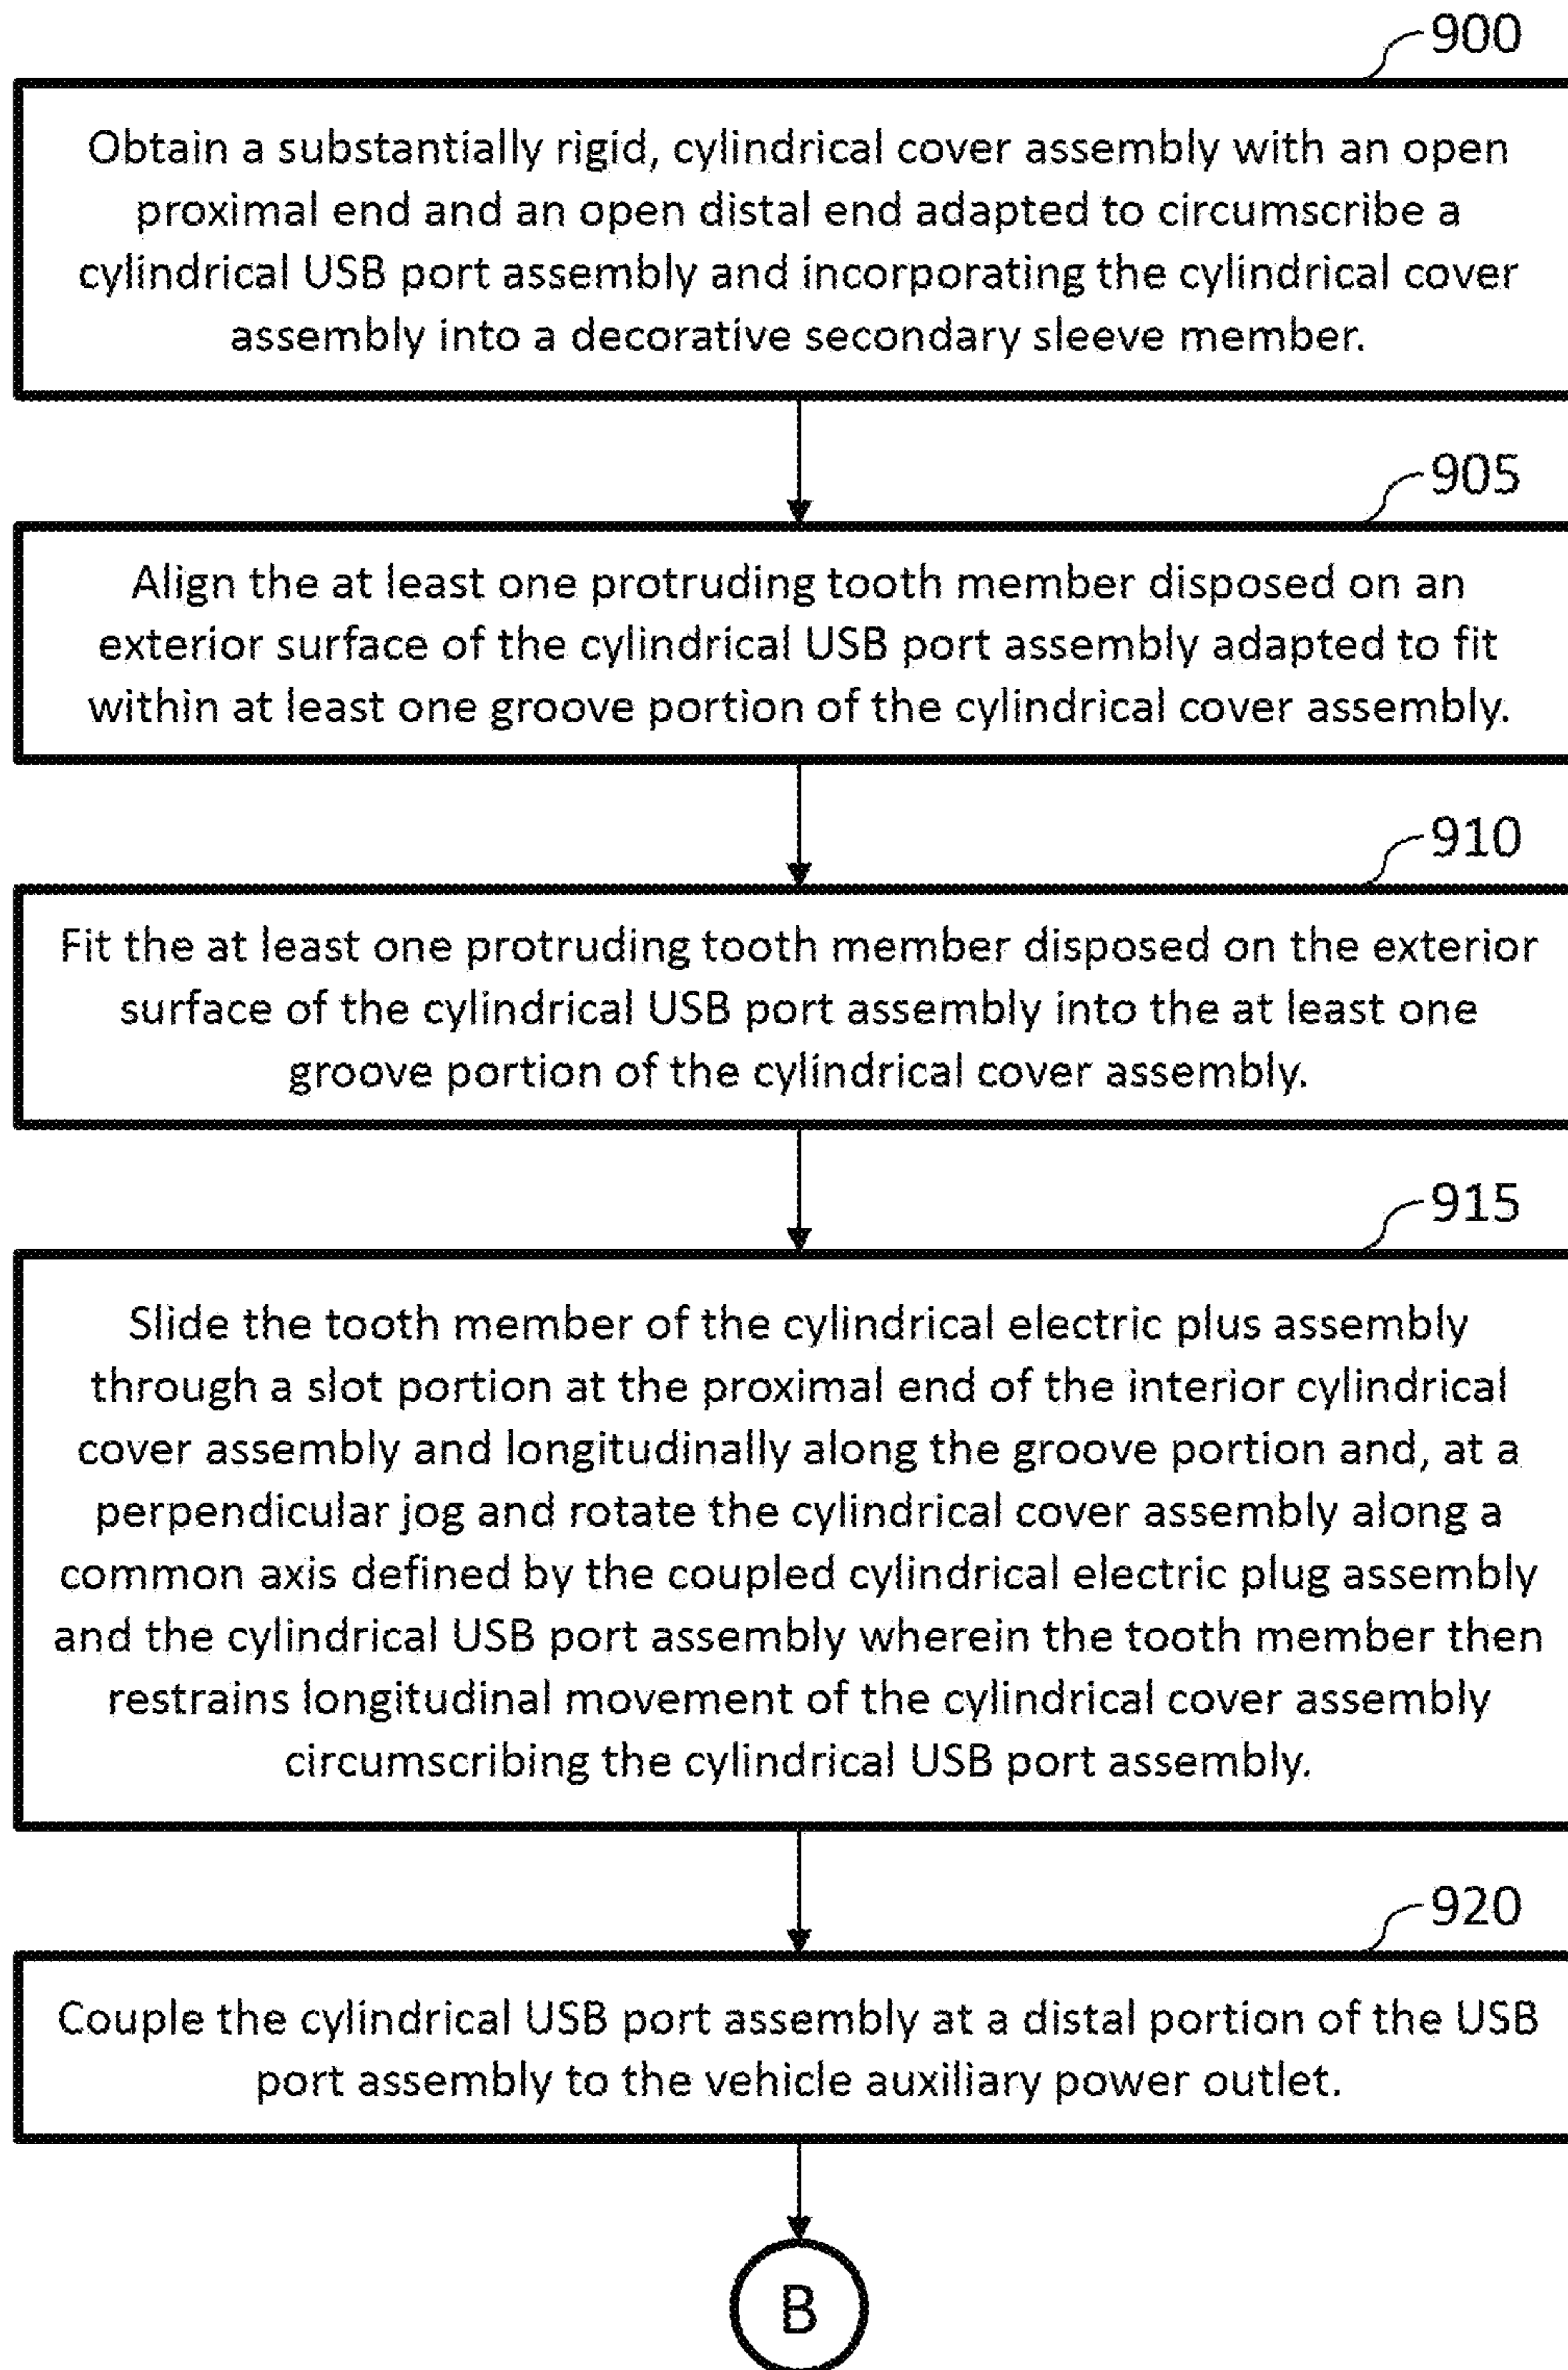 900
Obtain a substantially rigid, cylindrical cover assembly with an open
proximal end and an open distal end adapted to circumscribe a
cylindrical USB port assembly and incorporating the cylindrical cover
assembly into a decorative secondary sleeve member.
905
Align the at least one protruding tooth member disposed on an
exterior surface of the cylindrical USB port assembly adapted to fit
within at least one groove portion of the cylindrical cover assembly.
910
Fit the at least one protruding tooth member disposed on the exterior
surface of the cylindrical USB port assembly into the at least one
groove portion of the cylindrical cover assembly.
915
Slide the tooth member of the cylindrical electric plus assembly
through a slot portion at the proximal end of the interior cylindrical
cover assembly and longitudinally along the groove portion and, at a
perpendicular jog and rotate the cylindrical cover assembly along a
common axis defined by the coupled cylindrical electric plug assembly
and the cylindrical USB port assembly wherein the tooth member then
restrains longitudinal movement of the cylindrical cover assembly
circumscribing the cylindrical USB port assembly.
920
Couple the cylindrical USB port assembly at a distal portion of the USB
port assembly to the vehicle auxiliary power outlet.
B